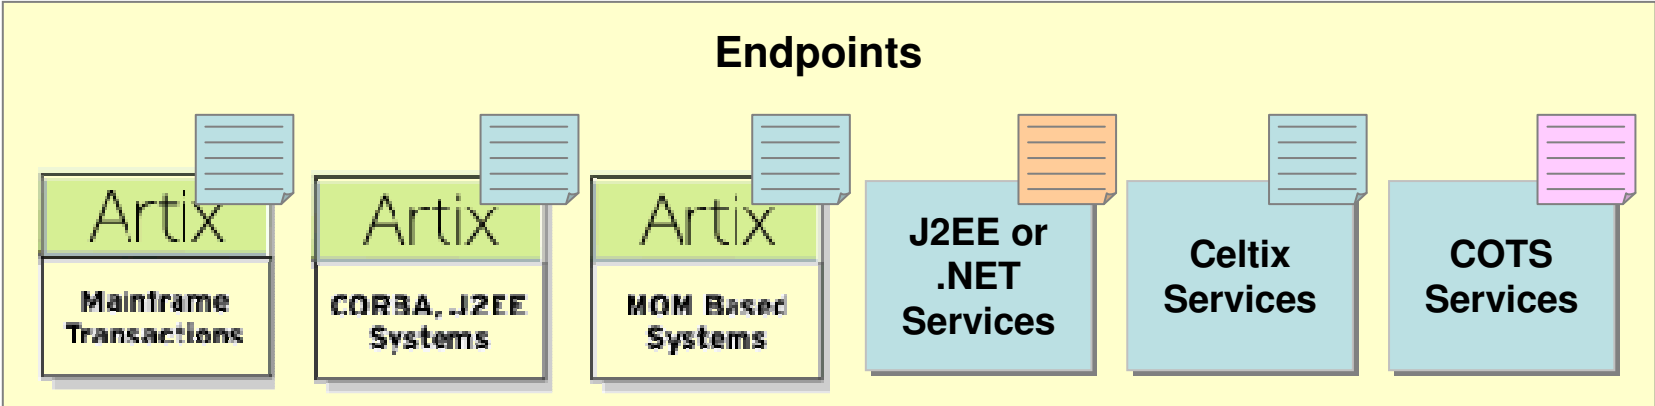 Endpoints
Artix
Mainframe
Transactions
Artix
CORBA, J2EE
Systems
Artix
MOM Based
Systems
J2EE or
.NET
Services
Celtix
Services
COTS
Services